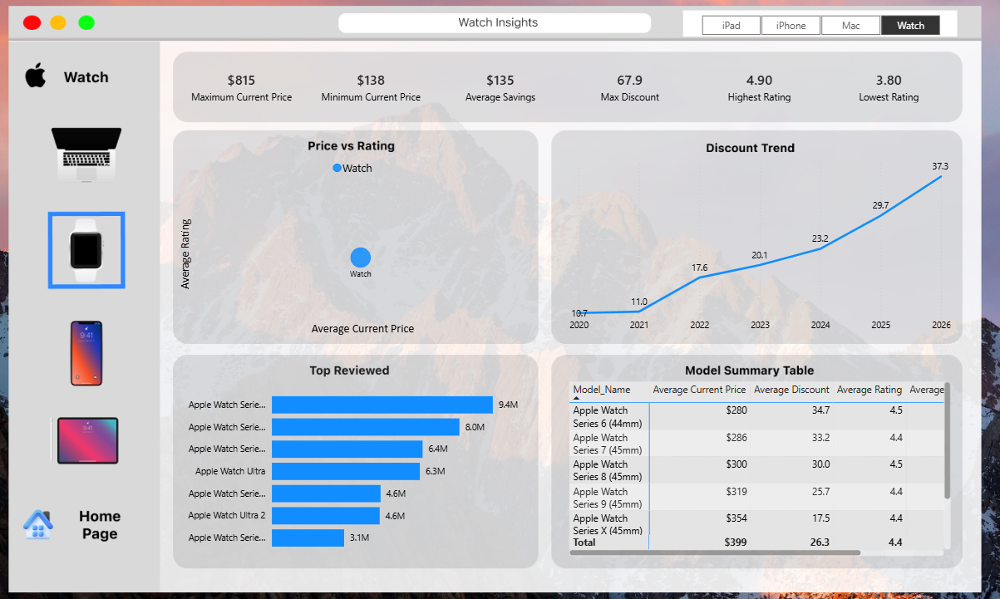 Watch Insights
iPad
iPhone
Mac
Watch
Watch
Home
Page
$815
Maximum Current Price
$138
Minimum Current Price
$135
Average Savings
67.9
Max Discount
4.90
Highest Rating
3.80
Lowest Rating
Price vs Rating
Watch
Average Rating
Watch
Average Current Price
Discount Trend
10.7
11.0
17.6
20.1
23.2
29.7
37.3
2020
2021
2022
2023
2024
2025
2026
Top Reviewed
Apple Watch Serie... 9.4M
Apple Watch Serie... 8.0M
Apple Watch Serie... 6.4M
Apple Watch Ultra 6.3M
Apple Watch Serie... 4.6M
Apple Watch Ultra 2 4.6M
Apple Watch Serie... 3.1M
Model Summary Table
Model_Name Average Current Price Average Discount Average Rating Average
Apple Watch $280 34.7 4.5
Series 6 (44mm)
Apple Watch $286 33.2 4.4
Series 7 (45mm)
Apple Watch $300 30.0 4.5
Series 8 (45mm)
Apple Watch $319 25.7 4.4
Series 9 (45mm)
Apple Watch $354 17.5 4.4
Series X (45mm)
Total $399 26.3 4.4
9:41
9:41